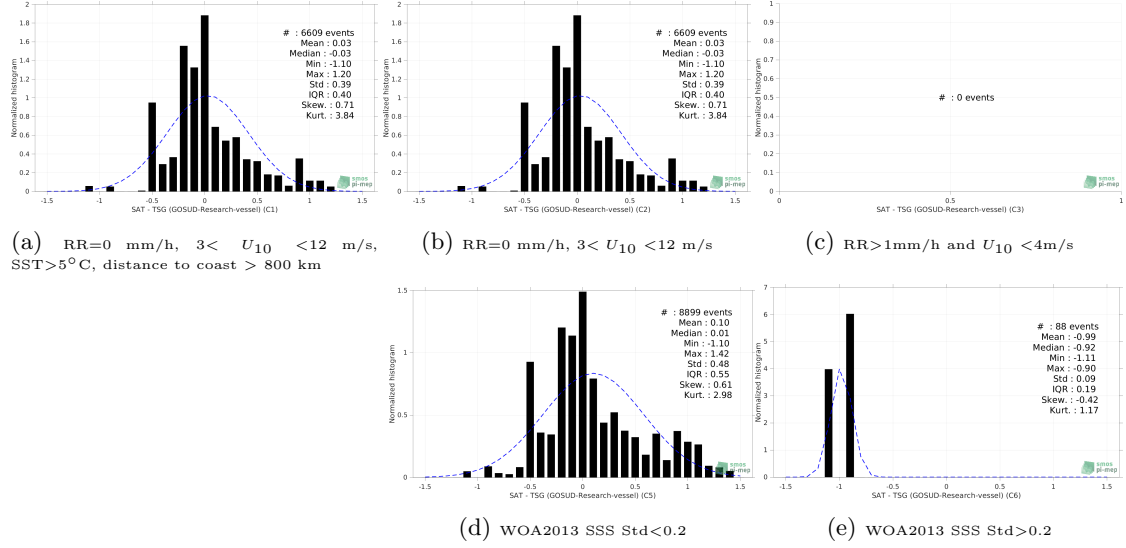 2
1.8
1.6
1.4
1.2
1
0.8
0.6
0.4
0.2
0
Normalized histogram
# : 6609 events
Mean : 0.03
Median : -0.03
Min : -1.10
Max : 1.20
Std : 0.39
IQR : 0.40
Skew. : 0.71
Kurt. : 3.84
smos
pi-mep
-1.5 -1 -0.5 0 0.5 1 1.5
SAT - TSG (GOSUD-Research-vessel) (C1)
(a) RR=0 mm/h, 3< U10 <12 m/s,
SST>5°C, distance to coast > 800 km
2
1.8
1.6
1.4
1.2
1
0.8
0.6
0.4
0.2
0
Normalized histogram
# : 6609 events
Mean : 0.03
Median : -0.03
Min : -1.10
Max : 1.20
Std : 0.39
IQR : 0.40
Skew. : 0.71
Kurt. : 3.84
smos
pi-mep
-1.5 -1 -0.5 0 0.5 1 1.5
SAT - TSG (GOSUD-Research-vessel) (C2)
(b) RR=0 mm/h, 3< U10 <12 m/s
1
0.9
0.8
0.7
0.6
0.5
0.4
0.3
0.2
0.1
0
Normalized histogram
# : 0 events
smos
pi-mep
0 0.5 1
SAT - TSG (GOSUD-Research-vessel) (C3)
(c) RR>1mm/h and U10 <4m/s
1.5
1
0.5
0
Normalized histogram
# : 8899 events
Mean : 0.10
Median : 0.01
Min : -1.10
Max : 1.42
Std : 0.48
IQR : 0.55
Skew. : 0.61
Kurt. : 2.98
smos
pi-mep
-1.5 -1 -0.5 0 0.5 1 1.5
SAT - TSG (GOSUD-Research-vessel) (C5)
(d) WOA2013 SSS Std<0.2
7
6
5
4
3
2
1
0
Normalized histogram
# : 88 events
Mean : -0.99
Median : -0.92
Min : -1.11
Max : -0.90
Std : 0.09
IQR : 0.19
Skew. : -0.42
Kurt. : 1.17
smos
pi-mep
-1.5 -1 -0.5 0 0.5 1 1.5
SAT - TSG (GOSUD-Research-vessel) (C6)
(e) WOA2013 SSS Std>0.2